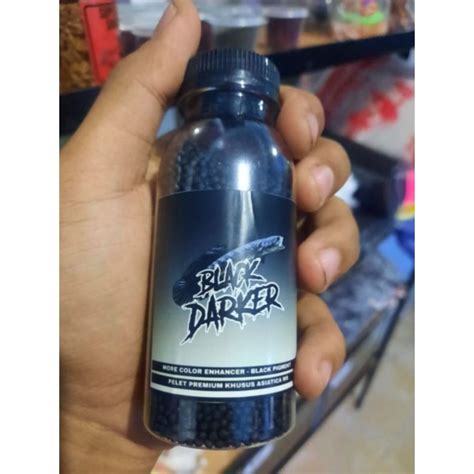 BLACK
DARKER
MORE COLOR ENHANCER - BLACK PIGMENT
PELET PREMIUM KHUSUS ASIATICA